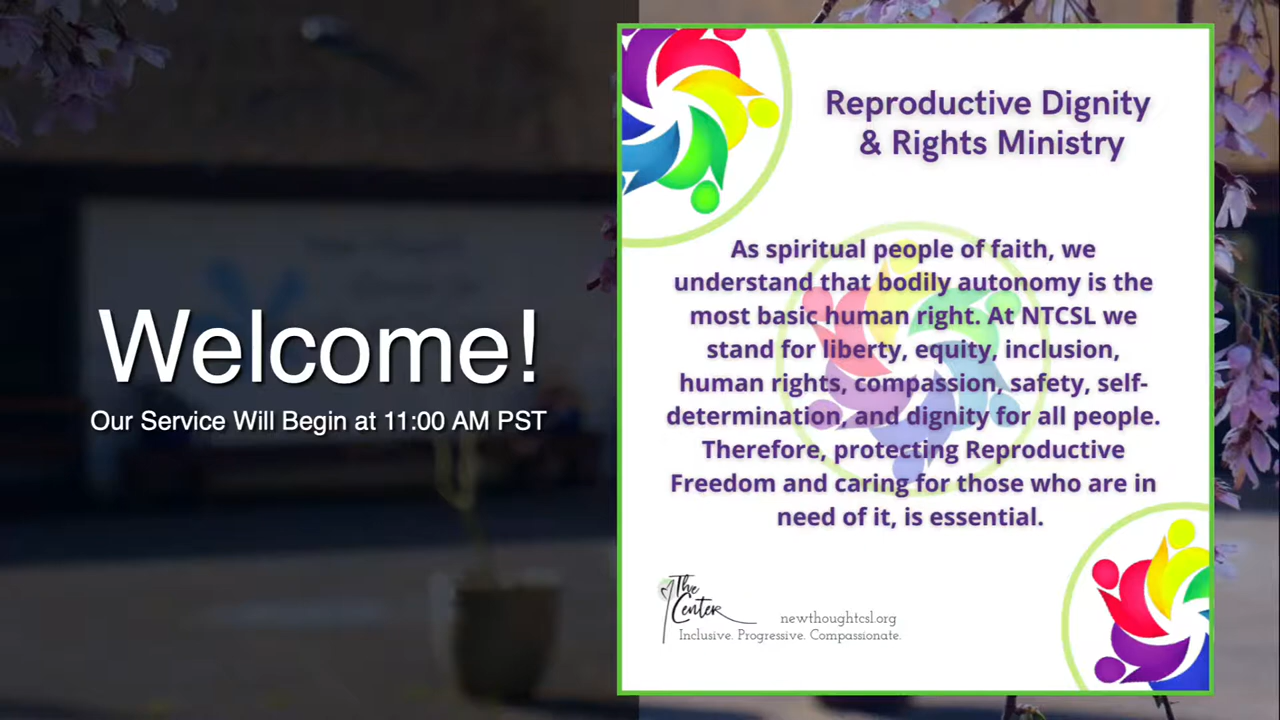 Welcome!
Our Service Will Begin at 11:00 AM PST
Reproductive Dignity
& Rights Ministry
As spiritual people of faith, we
understand that bodily autonomy is the
most basic human right. At NTCSL we
stand for liberty, equity, inclusion,
human rights, compassion, safety, self-
determination, and dignity for all people.
Therefore, protecting Reproductive
Freedom and caring for those who are in
need of it, is essential.
The
Center
newthoughtcsl.org
Inclusive. Progressive. Compassionate.